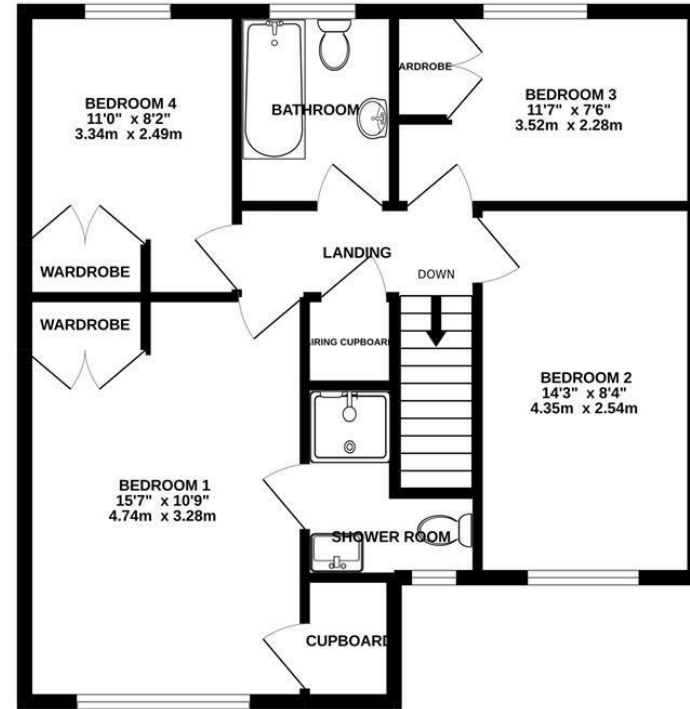 BEDROOM 4
11'0" x 8'2"
3.34m x 2.49m
BATHROOM
ARDROBE
BEDROOM 3
11'7" x 7'6"
3.52m x 2.28m
WARDROBE
LANDING
DOWN
WARDROBE
IRING CUPBOARD
BEDROOM 2
14'3" x 8'4"
4.35m x 2.54m
BEDROOM 1
15'7" x 10'9"
4.74m x 3.28m
SHOWER ROOM
CUPBOARD